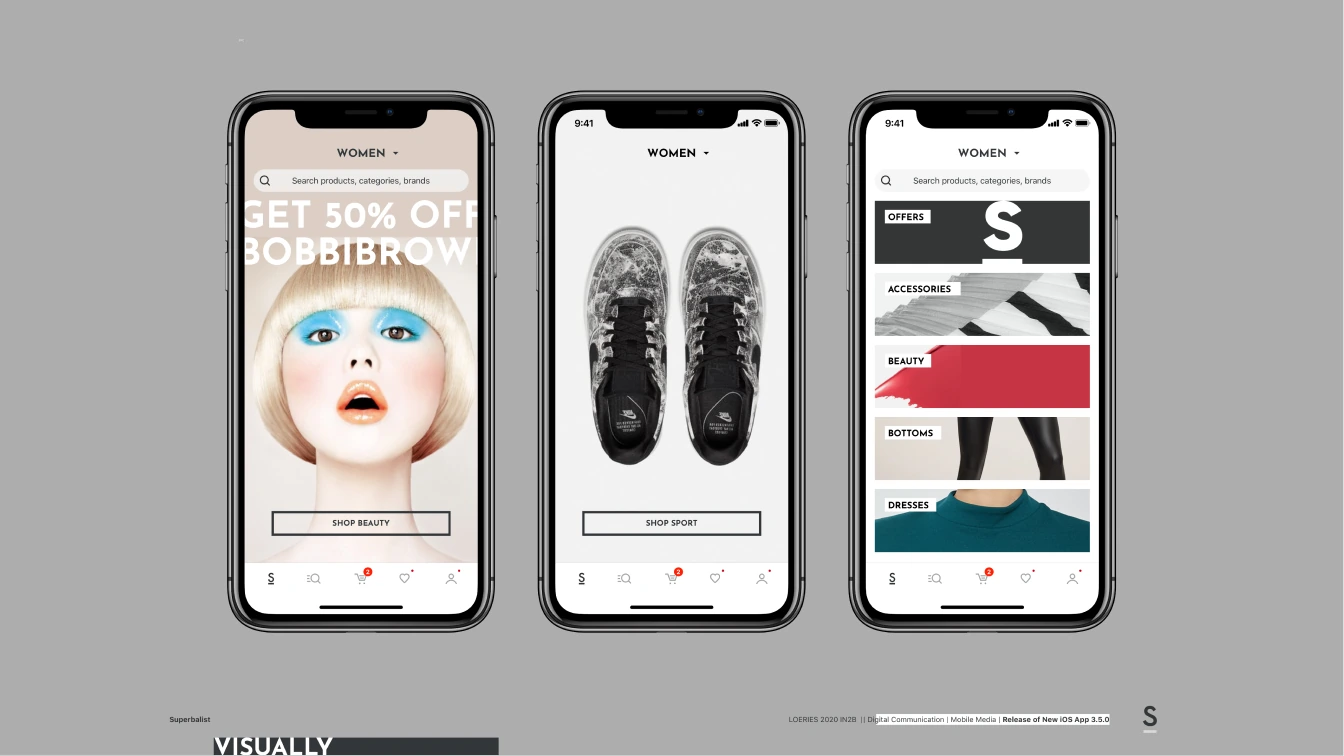 WOMEN
Search products, categories, brands
GET 50% OFF
BOBBIBROW
SHOP BEAUTY
S
2
9:41
WOMEN
SHOP SPORT
S
2
9:41
WOMEN
Search products, categories, brands
OFFERS
S
ACCESSORIES
BEAUTY
BOTTOMS
DRESSES
S
2
Superbalist
LOERIES 2020 IN2B || Digital Communication | Mobile Media | Release of New iOS App 3.5.0
S
VISUALLY